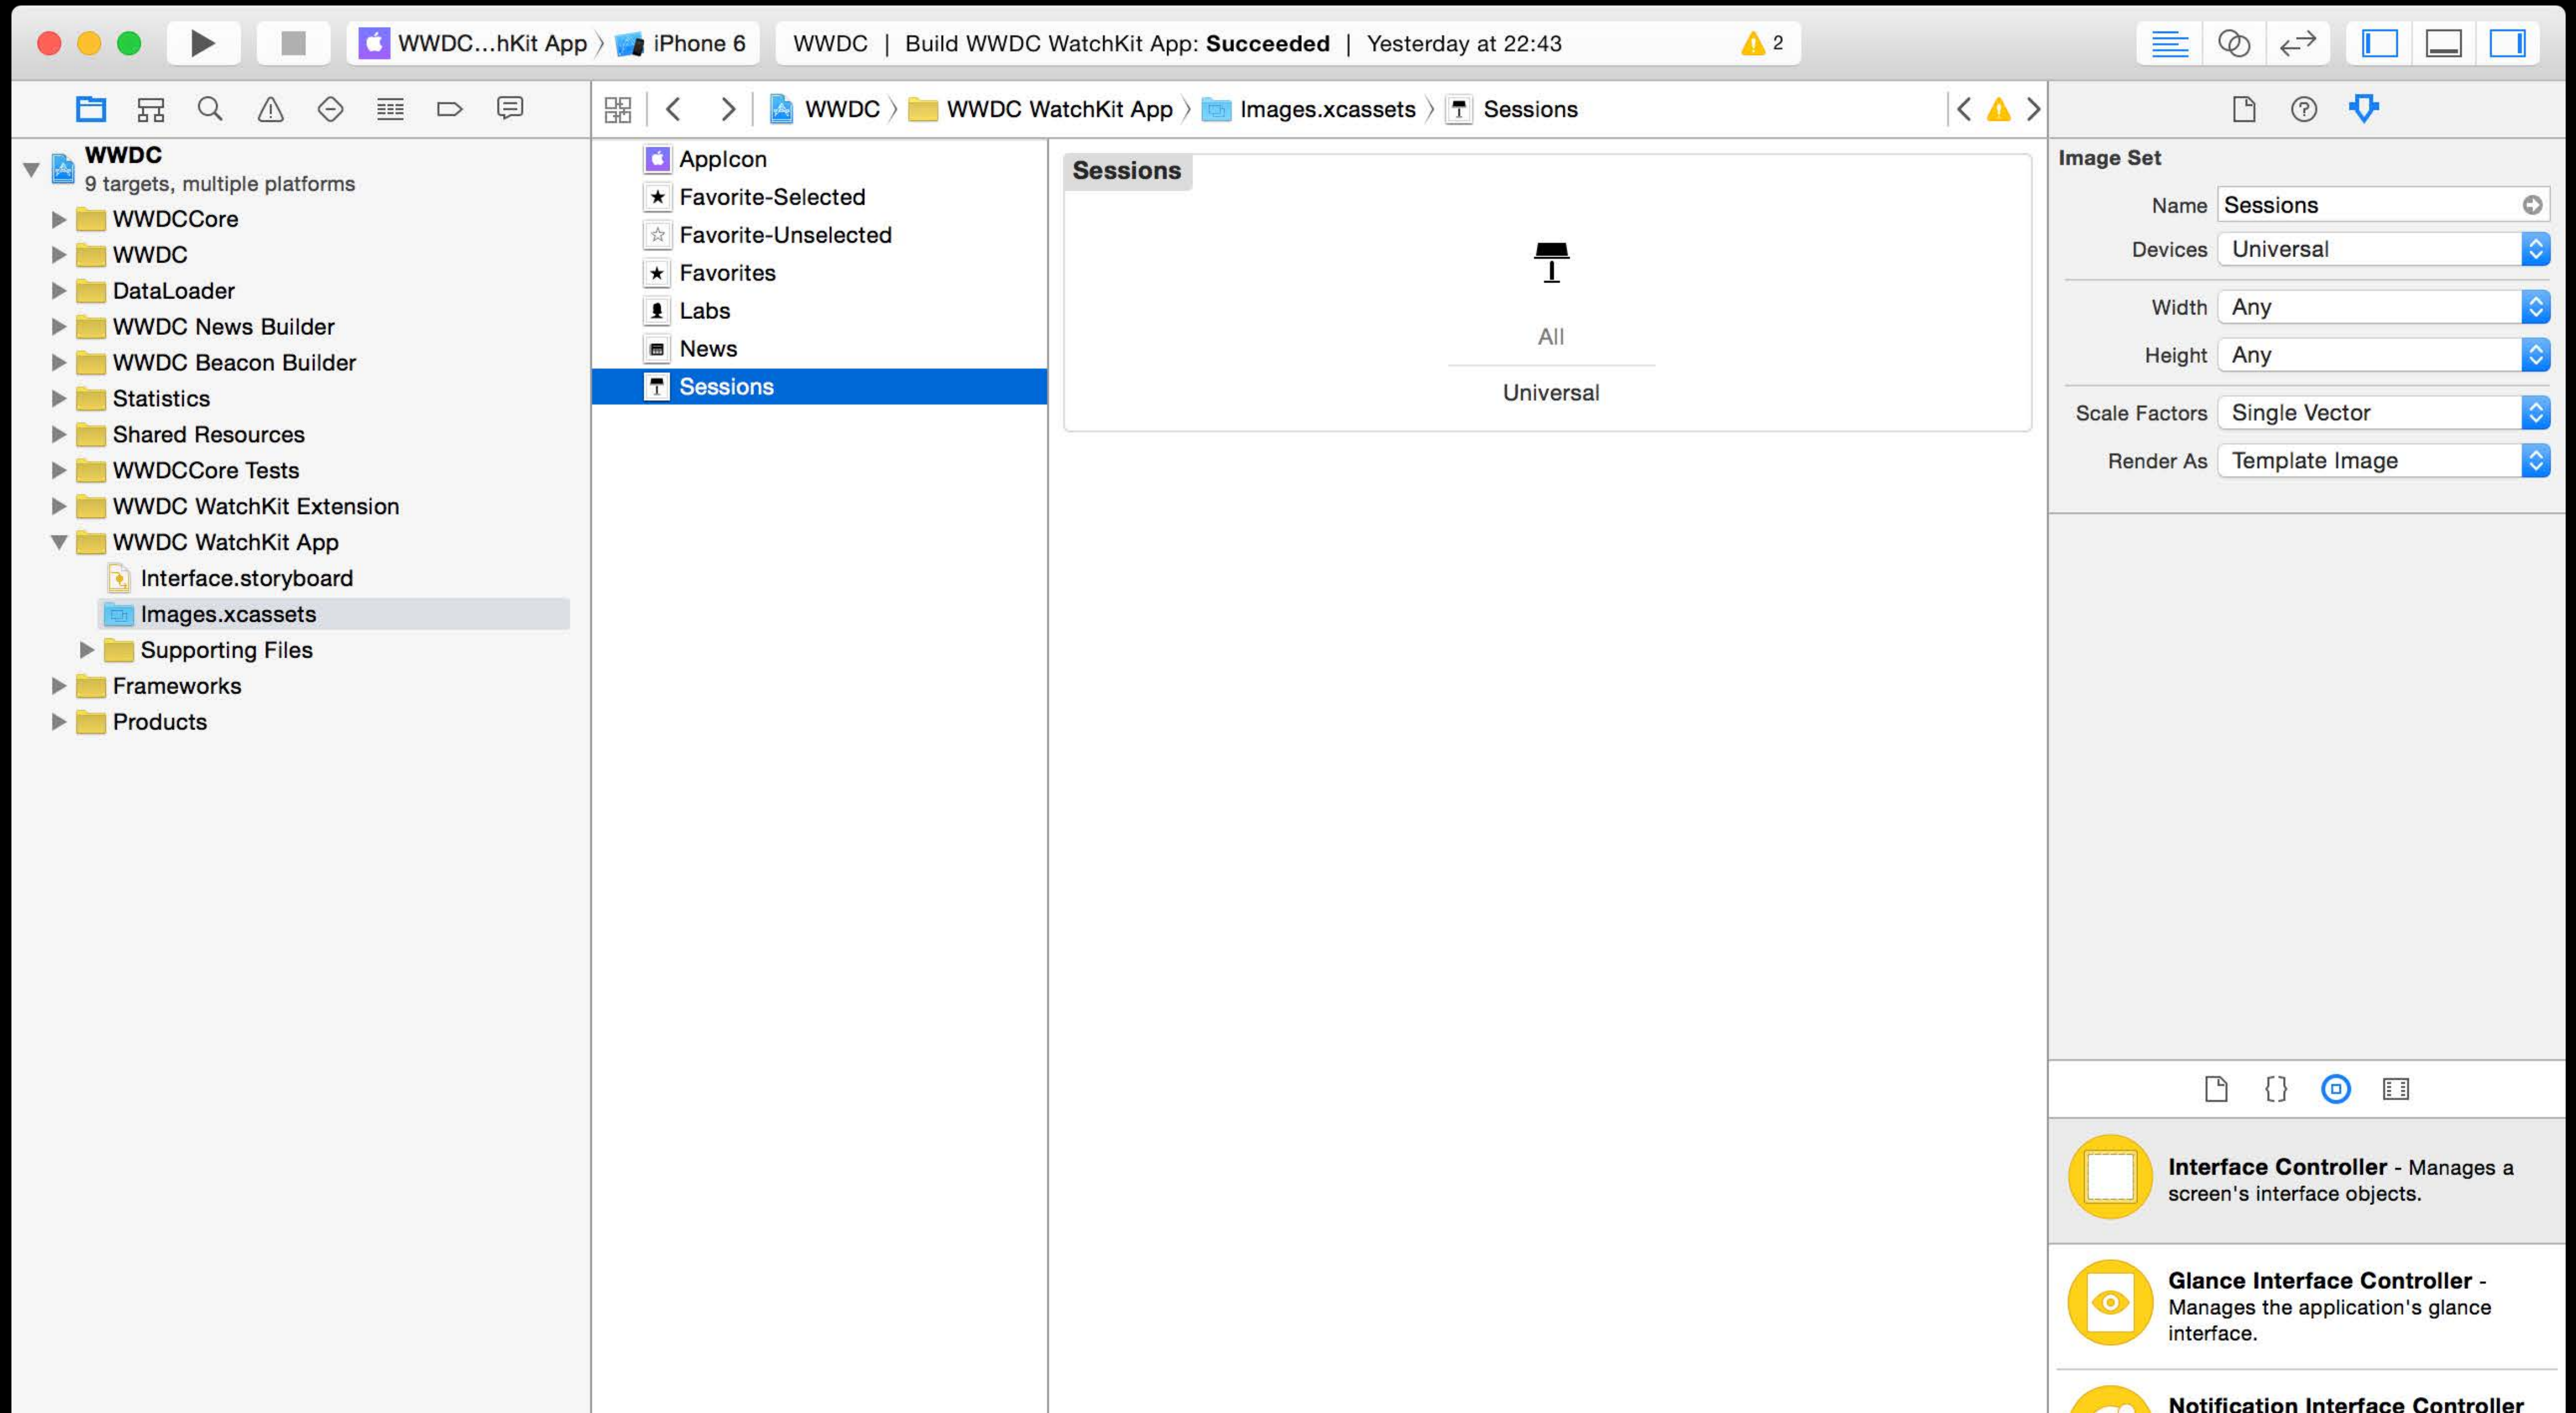 WWDC...hKit App
iPhone 6
WWDC | Build WWDC WatchKit App: Succeeded | Yesterday at 22:43
2
WWDC
9 targets, multiple platforms
WWDCCore
WWDC
DataLoader
WWDC News Builder
WWDC Beacon Builder
Statistics
Shared Resources
WWDCCore Tests
WWDC WatchKit Extension
WWDC WatchKit App
Interface.storyboard
Images.xcassets
Supporting Files
Frameworks
Products
WWDC
WWDC WatchKit App
Images.xcassets
Sessions
AppIcon
Favorite-Selected
Favorite-Unselected
Favorites
Labs
News
Sessions
Sessions
All
Universal
Image Set
Name Sessions
Devices Universal
Width Any
Height Any
Scale Factors Single Vector
Render As Template Image
{}
Interface Controller - Manages a
screen's interface objects.
Glance Interface Controller -
Manages the application's glance
interface.
Notification Interface Controller